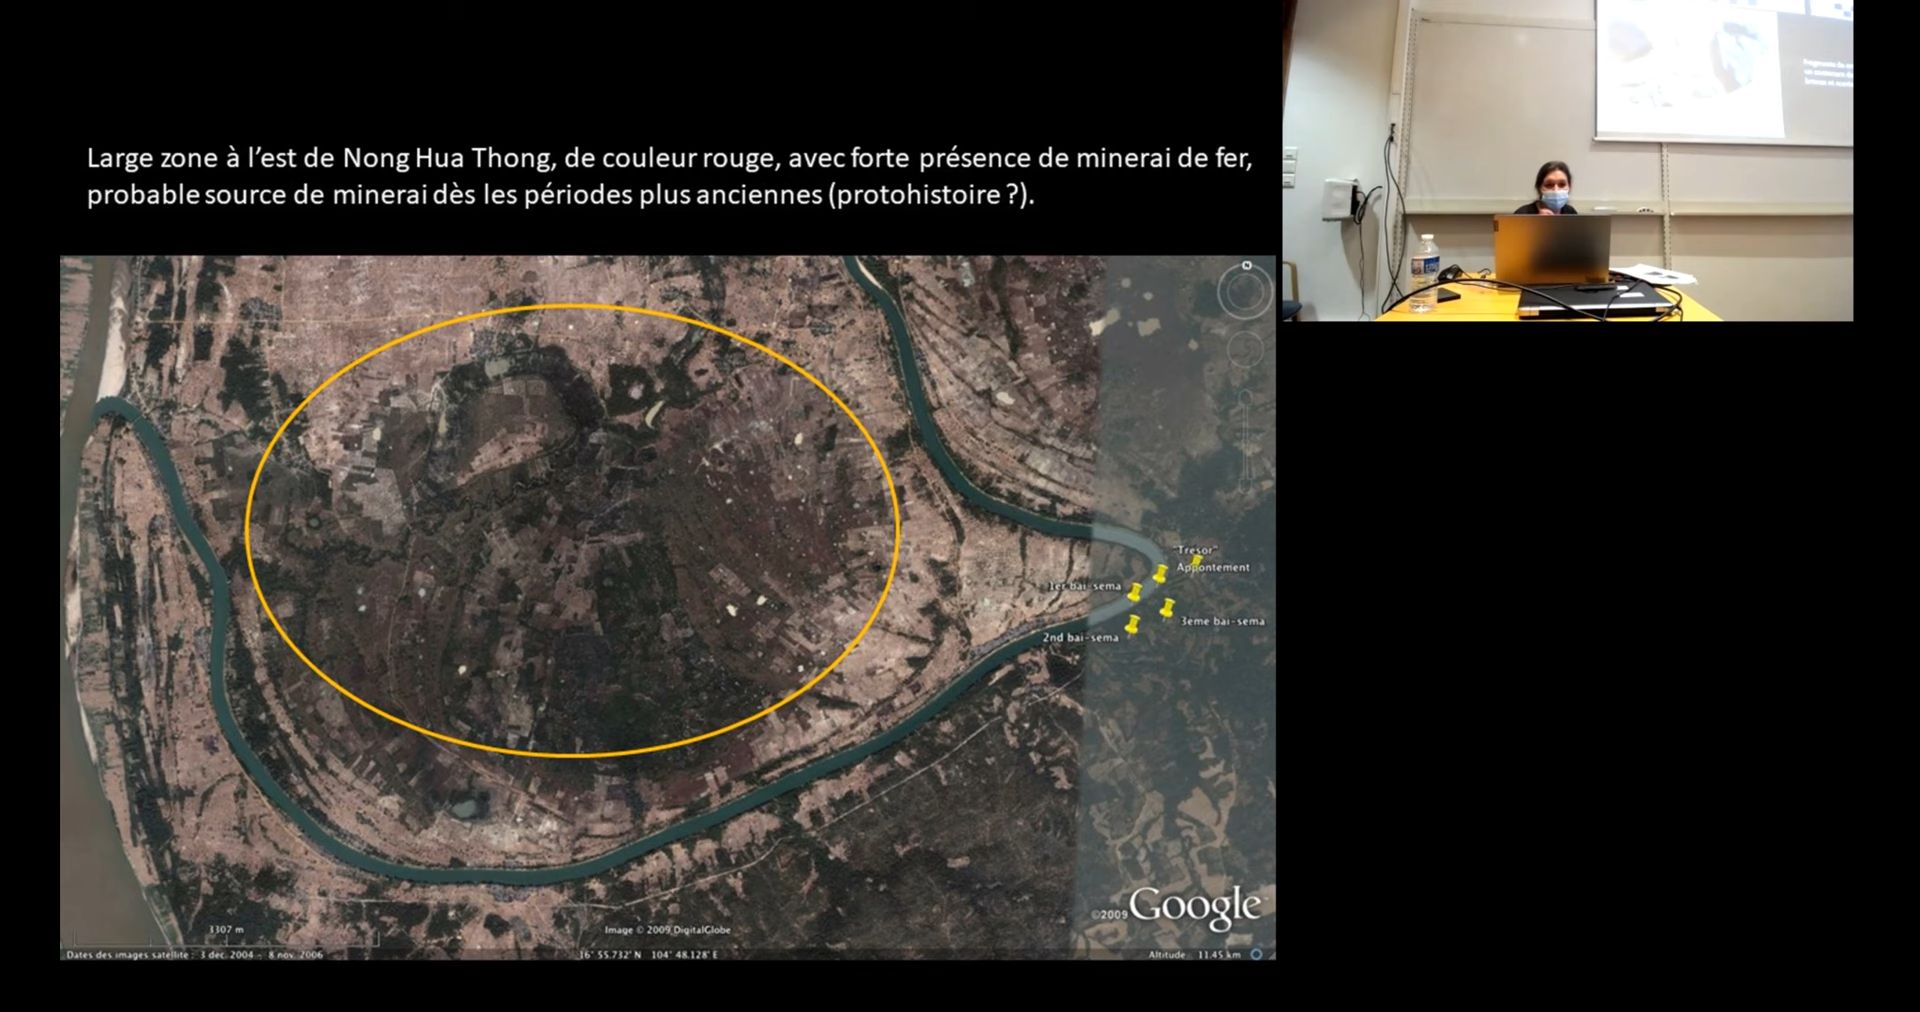 Large zone à l’est de Nong Hua Thong, de couleur rouge, avec forte présence de minerai de fer,
probable source de minerai dès les périodes plus anciennes (protohistoire ?).
N
"Tresor"
Appontement
1er bai-sema
3eme bai-sema
2nd bai-sema
©2009 Google
3307 m
Image © 2009 DigitalGlobe
Dates des images satellite : 3 déc. 2004 - 8 nov. 2006
16° 55.732' N 104° 48.128' E
Altitude 11.45 km